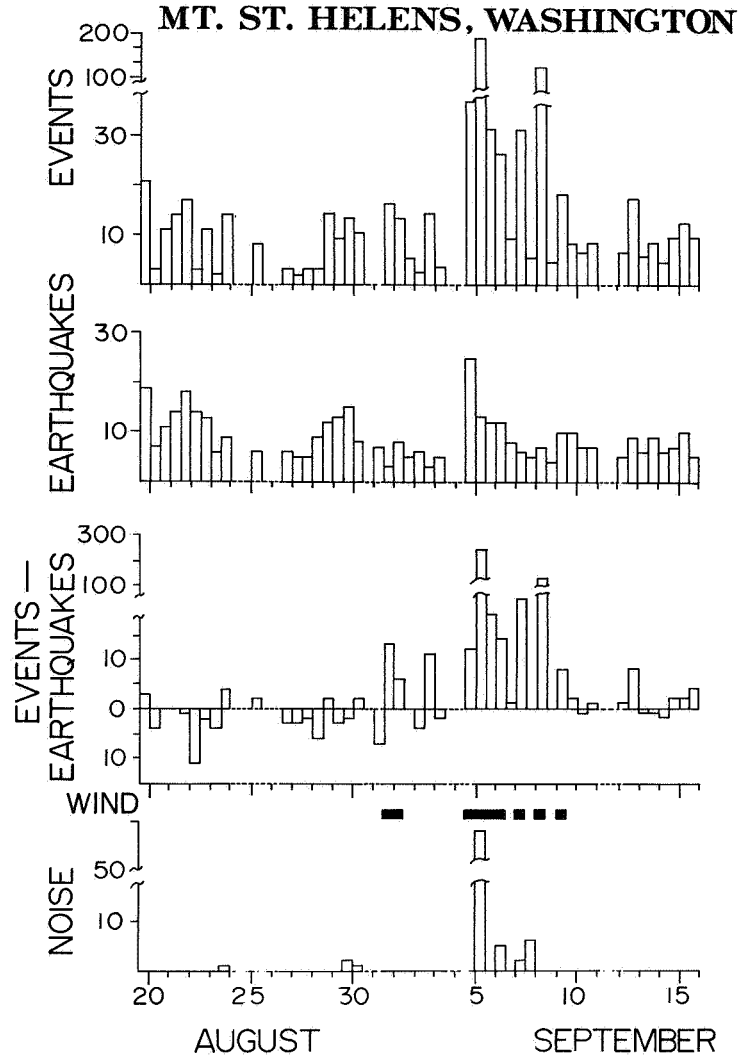 MT. ST. HELENS, WASHINGTON
EVENTS
200
100
30
10
EARTHQUAKES
30
10
EVENTS —
EARTHQUAKES
300
100
10
0
10
WIND
NOISE
50
10
20 25 30 5 10 15
AUGUST SEPTEMBER